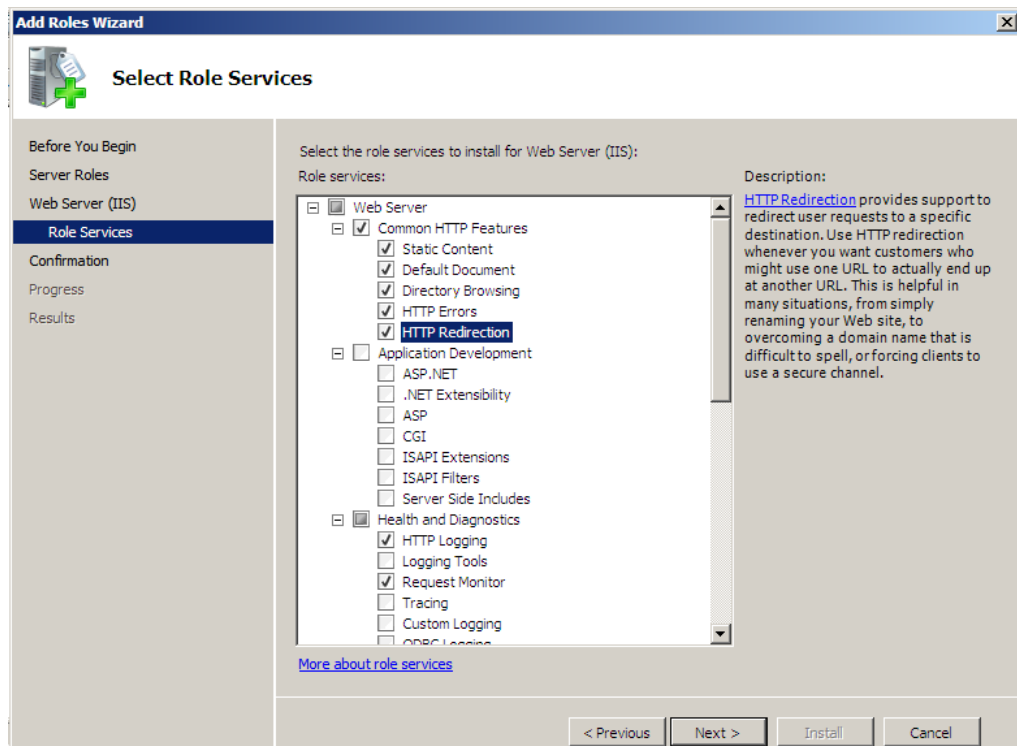 Add Roles Wizard
Select Role Services
Before You Begin
Server Roles
Web Server (IIS)
Role Services
Confirmation
Progress
Results
Select the role services to install for Web Server (IIS):
Role services:
Web Server
Common HTTP Features
Static Content
Default Document
Directory Browsing
HTTP Errors
HTTP Redirection
Application Development
ASP.NET
.NET Extensibility
ASP
CGI
ISAPI Extensions
ISAPI Filters
Server Side Includes
Health and Diagnostics
HTTP Logging
Logging Tools
Request Monitor
Tracing
Custom Logging
ODBC Logging
More about role services
Description:
HTTP Redirection provides support to
redirect user requests to a specific
destination. Use HTTP redirection
whenever you want customers who
might use one URL to actually end up
at another URL. This is helpful in
many situations, from simply
renaming your Web site, to
overcoming a domain name that is
difficult to spell, or forcing clients to
use a secure channel.
< Previous
Next >
Install
Cancel